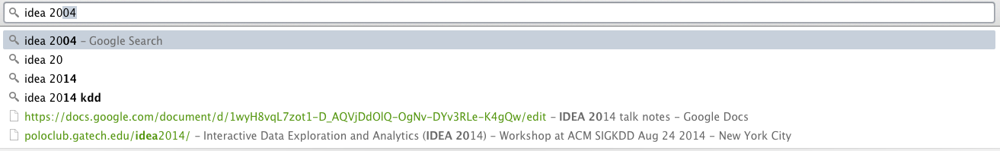 idea 2004
idea 2004 – Google Search
idea 20
idea 2014
idea 2014 kdd
https://docs.google.com/document/d/1wyH8vqL7zot1-D_AQVjDdOlQ-OgNv-DYv3RLe-K4gQw/edit – IDEA 2014 talk notes – Google Docs
poloclub.gatech.edu/idea2014/ – Interactive Data Exploration and Analytics (IDEA 2014) – Workshop at ACM SIGKDD Aug 24 2014 – New York City